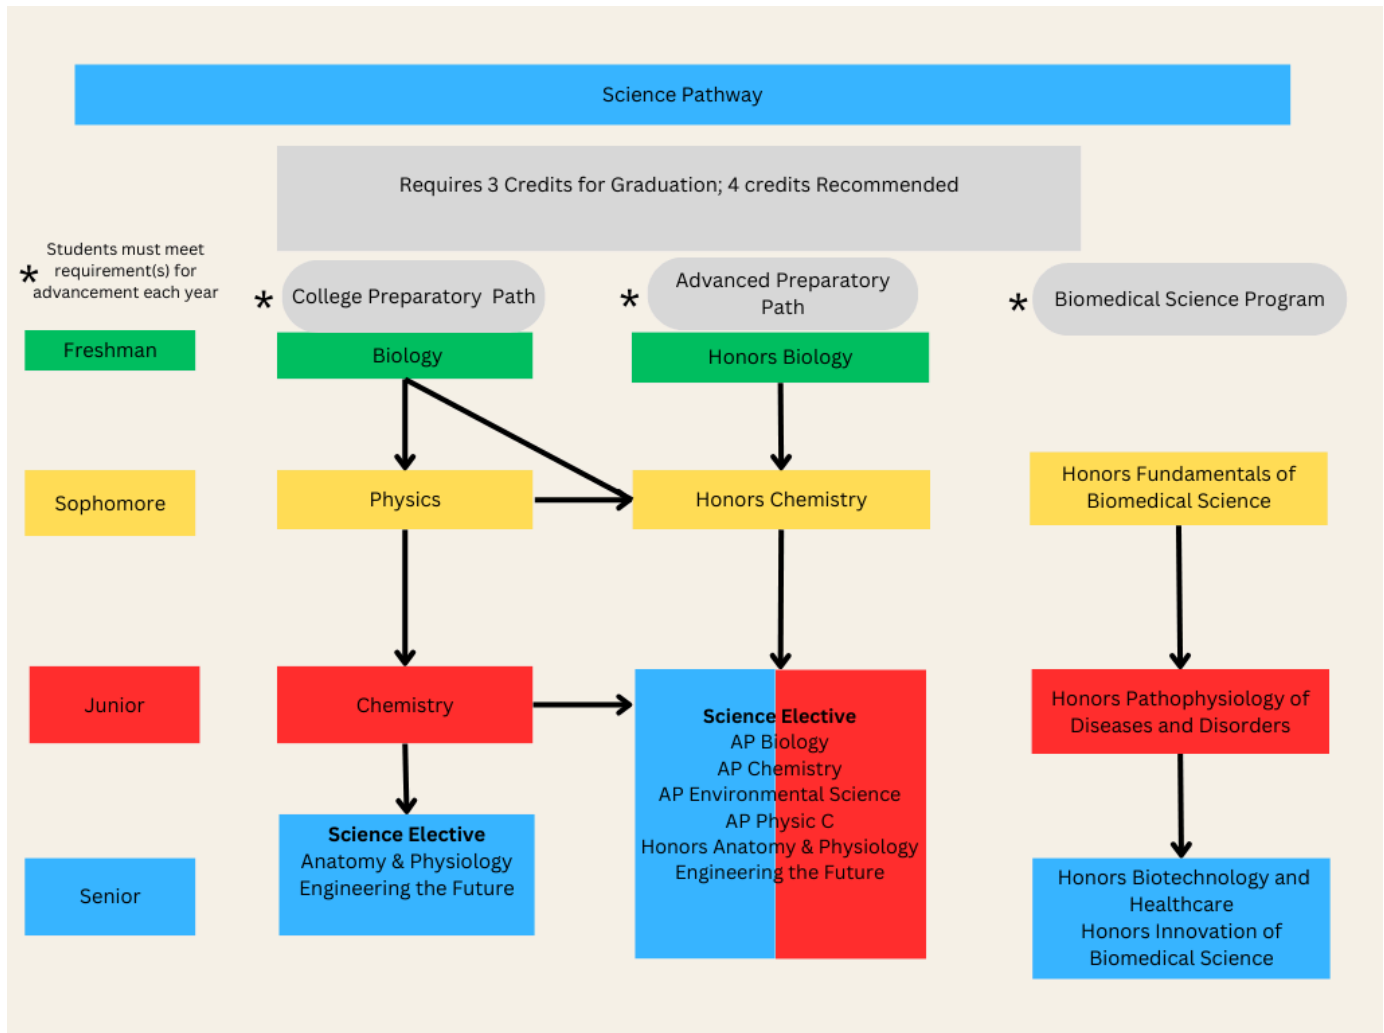 Science Pathway
Requires 3 Credits for Graduation; 4 credits Recommended
* Students must meet
requirement(s) for
advancement each year
* College Preparatory Path
* Advanced Preparatory
Path
* Biomedical Science Program
Freshman
Biology
Honors Biology
Sophomore
Physics
Honors Chemistry
Honors Fundamentals of
Biomedical Science
Junior
Chemistry
Science Elective
AP Biology
AP Chemistry
AP Environmental Science
AP Physic C
Honors Anatomy & Physiology
Engineering the Future
Honors Pathophysiology of
Diseases and Disorders
Senior
Science Elective
Anatomy & Physiology
Engineering the Future
Honors Biotechnology and
Healthcare
Honors Innovation of
Biomedical Science